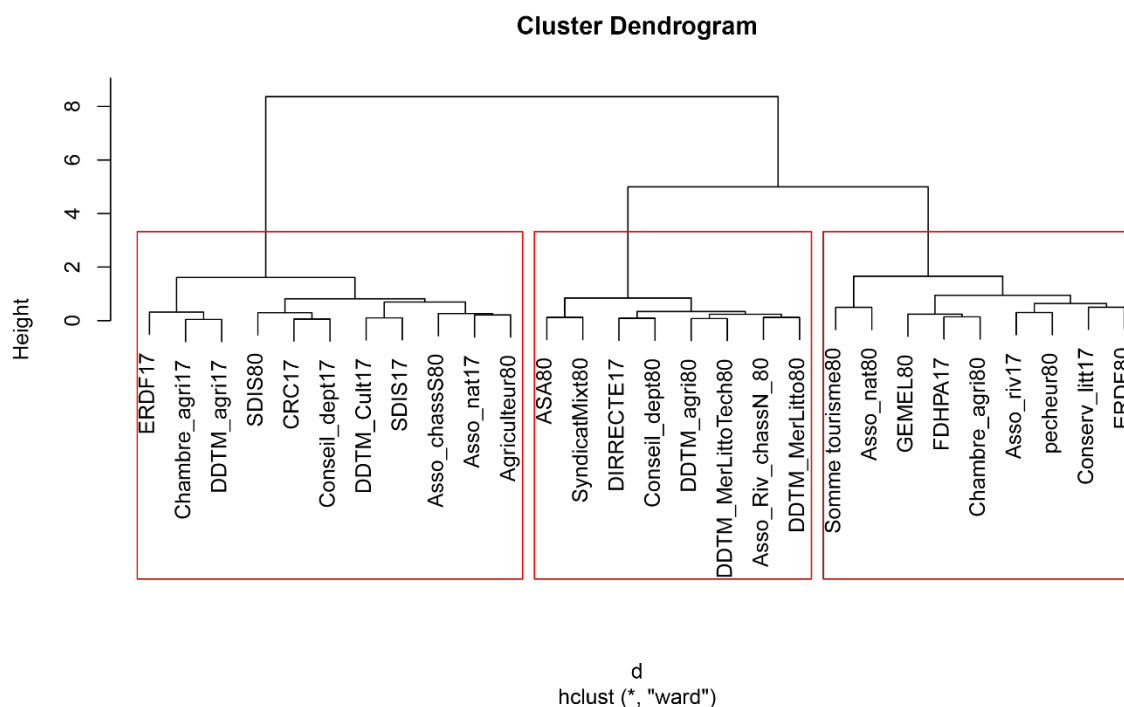 Cluster Dendrogram
Height
8
6
4
2
0
ERDF17
Chambre_agri17
DDTM_agri17
SDIS80
CRC17
Conseil_dept17
DDTM_Cult17
SDIS17
Asso_chassS80
Asso_nat17
Agriculteur80
ASA80
SyndicatMixt80
DIRRECTE17
Conseil_dept80
DDTM_agri80
DDTM_MerLittoTech80
Asso_Riv_chassN_80
DDTM_MerLitto80
Somme tourisme80
Asso_nat80
GEMEL80
FDHPA17
Chambre_agri80
Asso_riv17
pecheur80
Conserv_litt17
ERDF80
d
hclust (*, "ward")